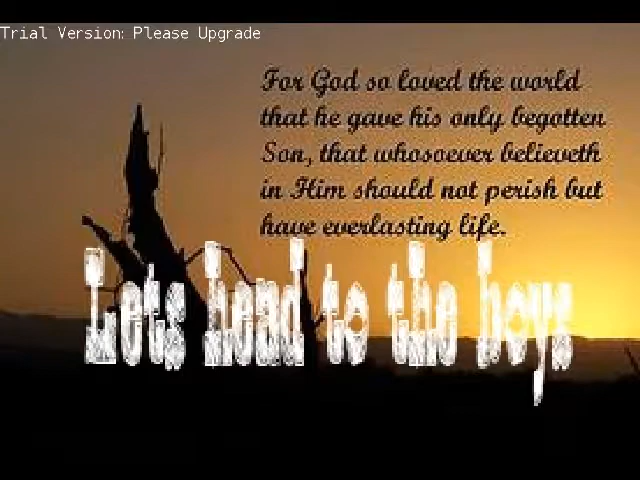 Trial Version: Please Upgrade
For God so loved the world
that he gave his only begotten
Son, that whosoever believeth
in Him should not perish but
have everlasting life.
Lets head to the boys